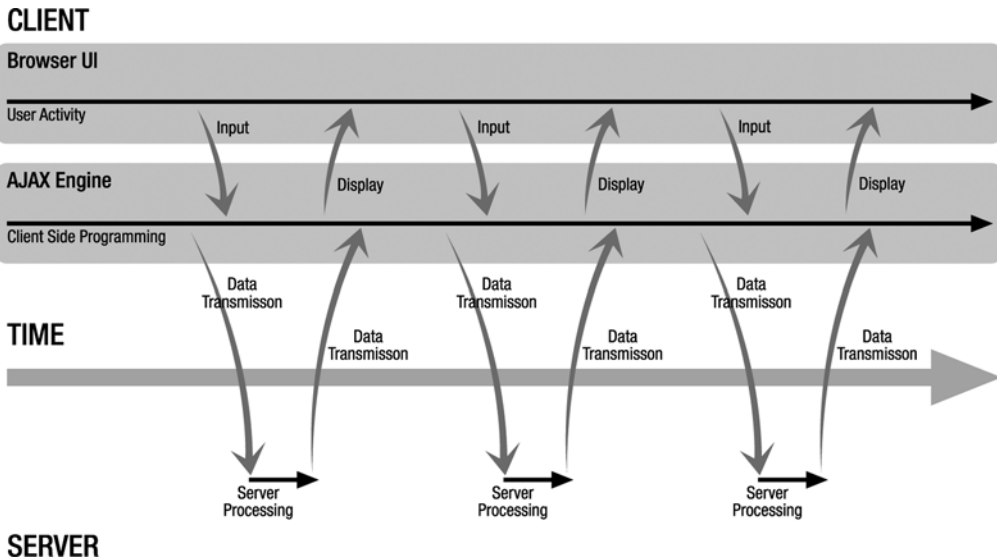 CLIENT
Browser UI
User Activity
Input
Input
Input
AJAX Engine
Display
Display
Display
Client Side Programming
Data
Transmisson
Data
Transmisson
Data
Transmisson
TIME
Data
Transmisson
Data
Transmisson
Data
Transmisson
Server
Processing
Server
Processing
Server
Processing
SERVER